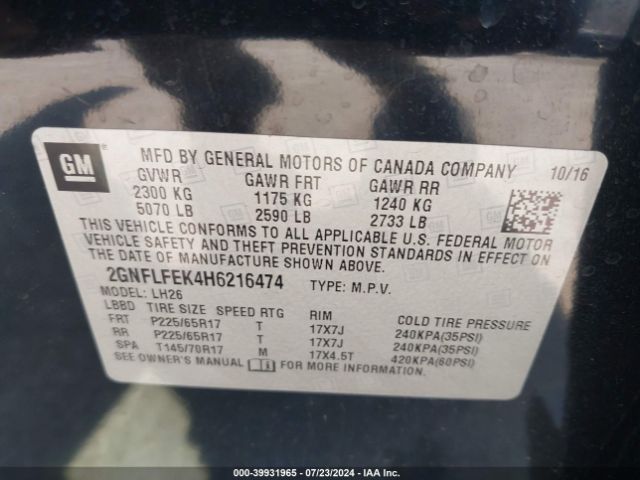 GM
MFD BY GENERAL MOTORS OF CANADA COMPANY 10/16
GVWR GAWR FRT GAWR RR
2300 KG 1175 KG 1240 KG
5070 LB 2590 LB 2733 LB
THIS VEHICLE CONFORMS TO ALL APPLICABLE U.S. FEDERAL MOTOR
VEHICLE SAFETY AND THEFT PREVENTION STANDARDS IN EFFECT ON
THE DATE OF MANUFACTURE SHOWN ABOVE.
2GNFLFEK4H6216474 TYPE: M.P.V.
MODEL: LH26
LBBD TIRE SIZE SPEED RTG RIM COLD TIRE PRESSURE
FRT P225/65R17 T 17X7J 240KPA(35PSI)
RR P225/65R17 T 17X7J 240KPA(35PSI)
SPA T145/70R17 M 17X4.5T 420KPA(60PSI)
SEE OWNER'S MANUAL FOR MORE INFORMATION.
000-39931965 07/23/2024 IAAI.COM